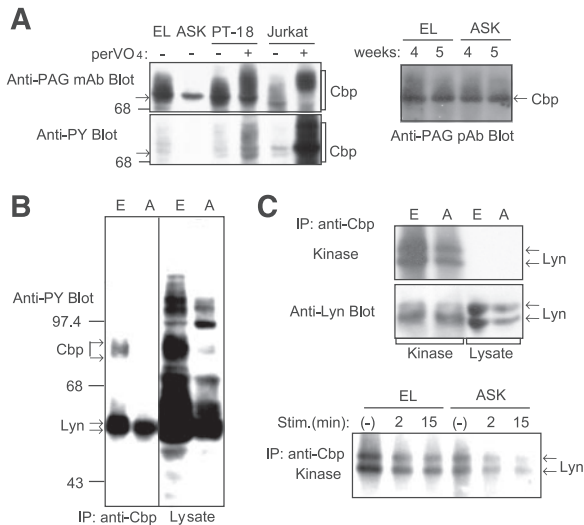 A
EL ASK PT-18 Jurkat
perVO4: - - - + - +
Anti-PAG mAb Blot
68
Cbp
Anti-PY Blot
68
Cbp
EL ASK
weeks: 4 5 4 5
Cbp
Anti-PAG pAb Blot
B
E A E A
Anti-PY Blot
97.4
Cbp
68
Lyn
43
IP: anti-Cbp Lysate
C
E A E A
IP: anti-Cbp
Kinase
Lyn
Anti-Lyn Blot
Lyn
Kinase Lysate
EL ASK
Stim.(min): (-) 2 15 (-) 2 15
IP: anti-Cbp
Kinase
Lyn